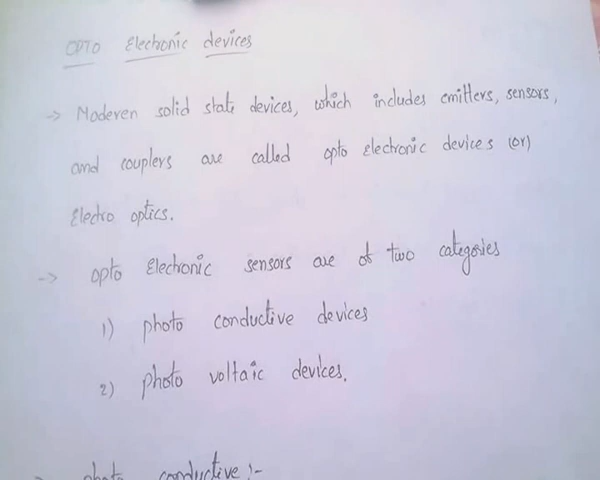 OPTO Electronic devices
-> Moderen solid state devices, which includes emitters, sensors,
and couplers are called opto electronic devices (or)
Electro optics.
-> opto Electronic sensors are of two categories
1) photo conductive devices
2) photo voltaic devices.
-> photo conductive :-